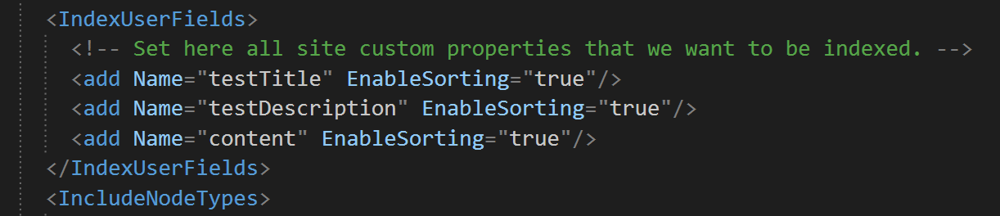 <IndexUserFields>
<!-- Set here all site custom properties that we want to be indexed. -->
<add Name="testTitle" EnableSorting="true"/>
<add Name="testDescription" EnableSorting="true"/>
<add Name="content" EnableSorting="true"/>
</IndexUserFields>
<IncludeNodeTypes>